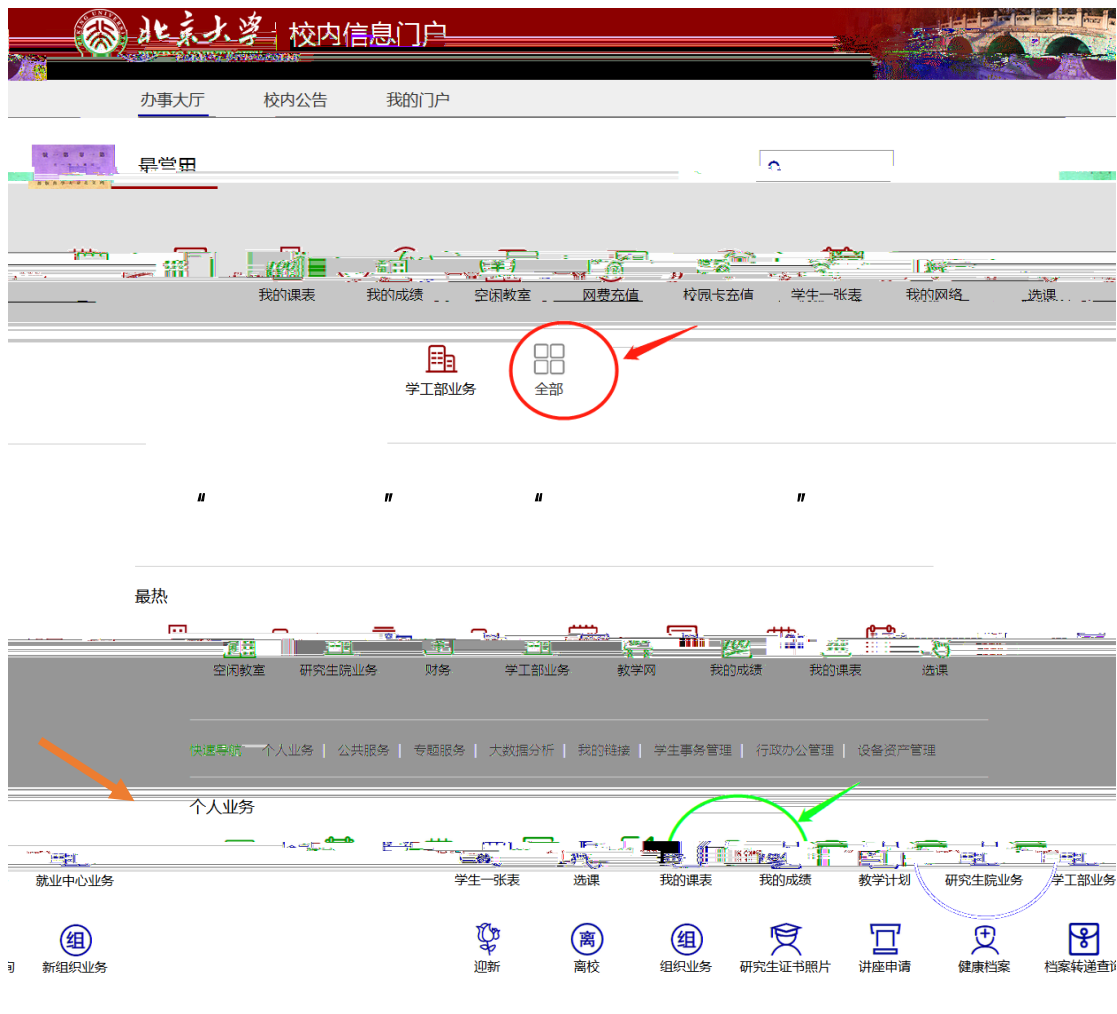 北京大学 校内信息门户
办事大厅 校内公告 我的门户
最常用
我的课表 我的成绩 空闲教室 网费充值 校园卡充值 学生一张表 我的网络 选课
学工部业务 全部
“ ” “ ”
最热
空闲教室 研究生院业务 财务 学工部业务 教学网 我的成绩 我的课表 选课
快速导航 个人业务 | 公共服务 | 专题服务 | 大数据分析 | 我的链接 | 学生事务管理 | 行政办公管理 | 设备资产管理
个人业务
就业中心业务 学生一张表 选课 我的课表 我的成绩 教学计划 研究生院业务 学工部业务
组 离 组
新组织业务 迎新 离校 组织业务 研究生证书照片 讲座申请 健康档案 档案转递查询